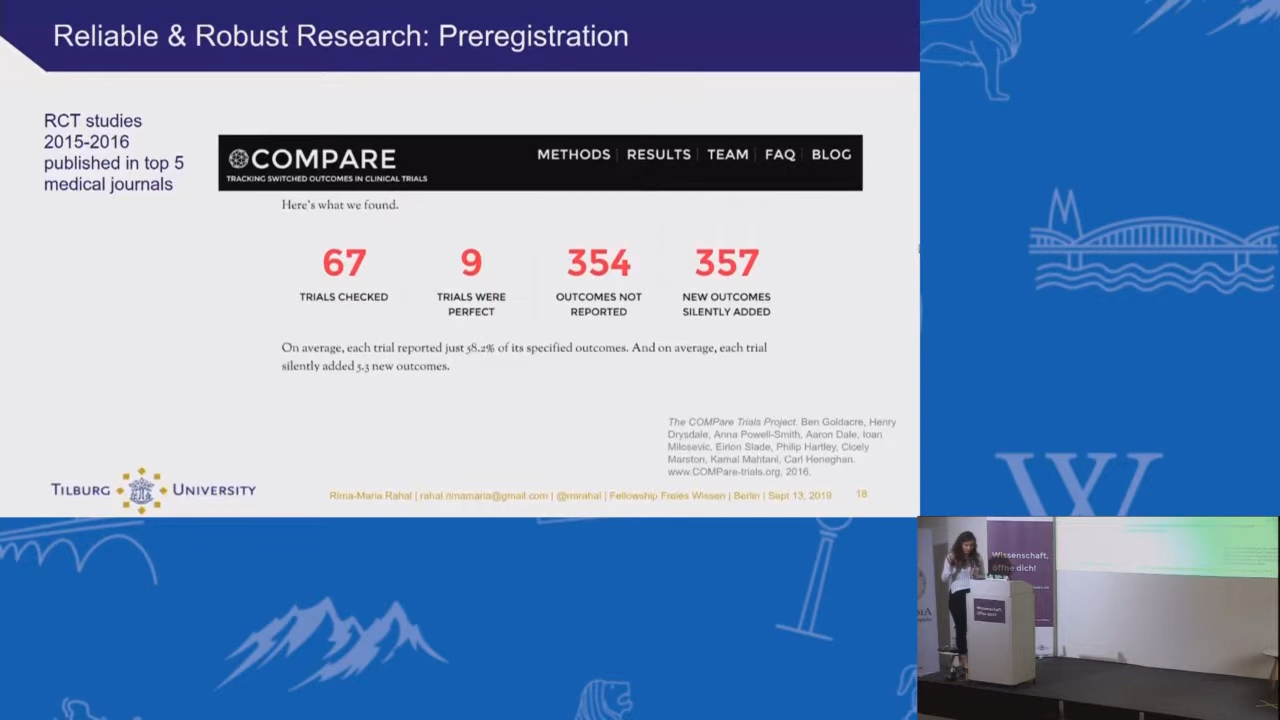 Reliable & Robust Research: Preregistration
RCT studies
2015-2016
published in top 5
medical journals
COMPARE
TRACKING SWITCHED OUTCOMES IN CLINICAL TRIALS
METHODS
RESULTS
TEAM
FAQ
BLOG
Here's what we found.
67
TRIALS CHECKED
9
TRIALS WERE
PERFECT
354
OUTCOMES NOT
REPORTED
357
NEW OUTCOMES
SILENTLY ADDED
On average, each trial reported just 58.2% of its specified outcomes. And on average, each trial
silently added 5.3 new outcomes.
The COMPare Trials Project. Ben Goldacre, Henry
Drysdale, Anna Powell-Smith, Aaron Dale, Ioan
Milosevic, Eirion Slade, Philip Hartley, Cicely
Marston, Kamal Mahtani, Carl Heneghan.
www.COMPare-trials.org, 2016.
TILBURG UNIVERSITY
Rima-Maria Rahal | rahal.rimamaria@gmail.com | @rmrahal | Fellowship Freies Wissen | Berlin | Sept 13, 2019
18
W
Wissenschaft,
öffne dich!
Wissenschaft,
öffne dich!